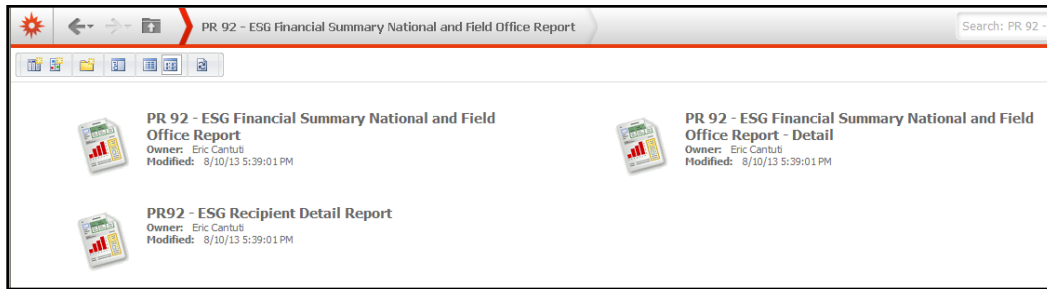 PR 92 - ESG Financial Summary National and Field Office Report
Search: PR 92 -
PR 92 - ESG Financial Summary National and Field
Office Report
Owner: Eric Cantuti
Modified: 8/10/13 5:39:01 PM
PR 92 - ESG Financial Summary National and Field
Office Report - Detail
Owner: Eric Cantuti
Modified: 8/10/13 5:39:01 PM
PR92 - ESG Recipient Detail Report
Owner: Eric Cantuti
Modified: 8/10/13 5:39:01 PM